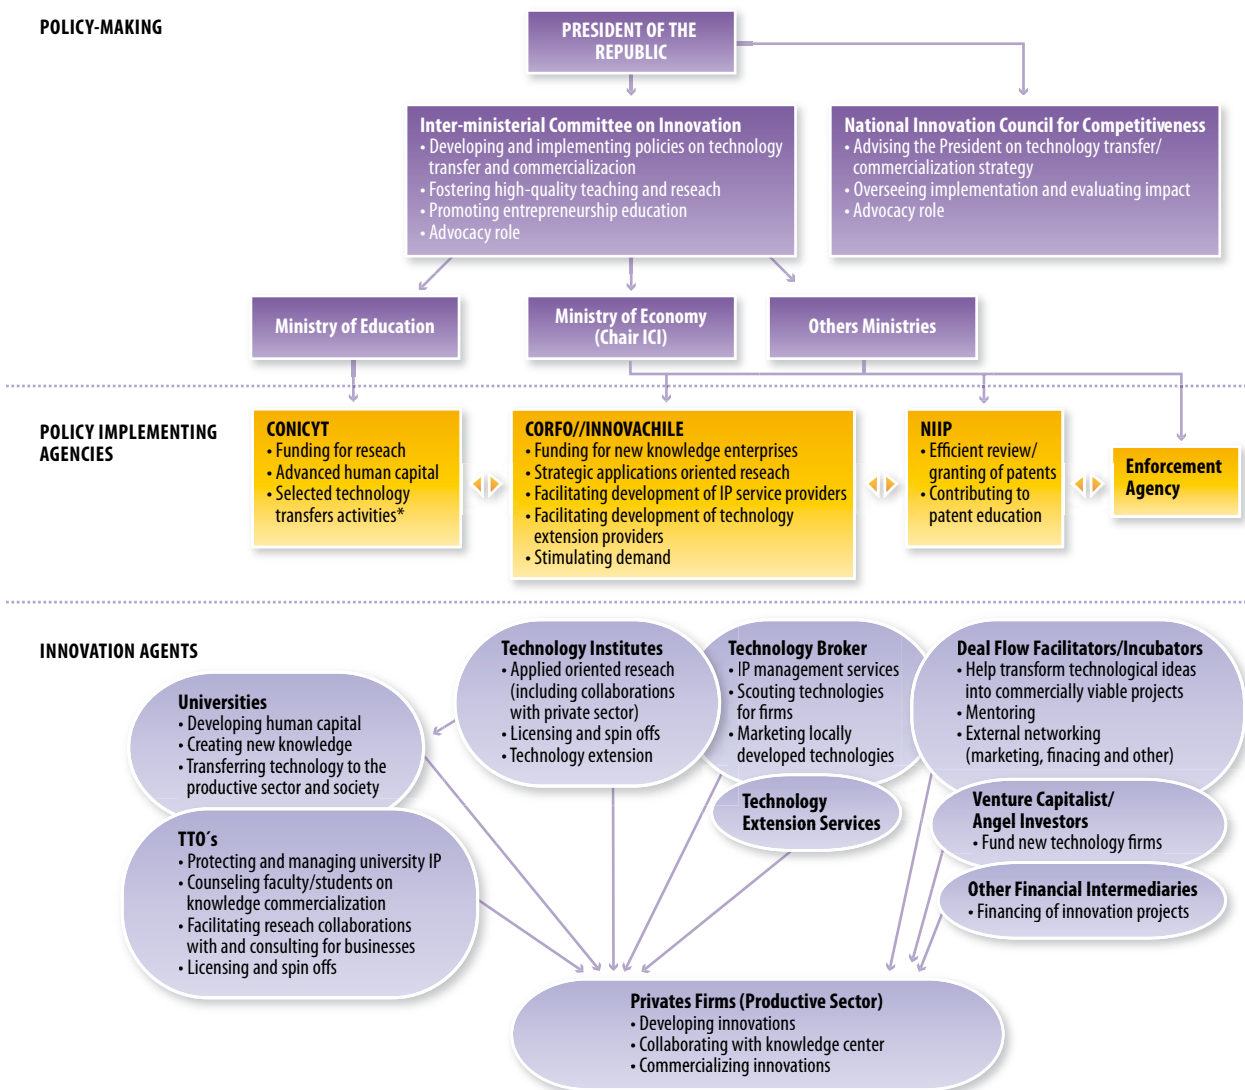 POLICY-MAKING
PRESIDENT OF THE
REPUBLIC
Inter-ministerial Committee on Innovation
• Developing and implementing policies on technology
transfer and commercializacion
• Fostering high-quality teaching and reseach
• Promoting entrepreneurship education
• Advocacy role
National Innovation Council for Competitiveness
• Advising the President on technology transfer/
commercialization strategy
• Overseeing implementation and evaluating impact
• Advocacy role
Ministry of Education
Ministry of Economy
(Chair ICI)
Others Ministries
POLICY IMPLEMENTING
AGENCIES
CONICYT
• Funding for reseach
• Advanced human capital
• Selected technology
transfers activities*
CORFO//INNOVACHILE
• Funding for new knowledge enterprises
• Strategic applications oriented reseach
• Facilitating development of IP service providers
• Facilitating development of technology
extension providers
• Stimulating demand
NIIP
• Efficient review/
granting of patents
• Contributing to
patent education
Enforcement
Agency
INNOVATION AGENTS
Universities
• Developing human capital
• Creating new knowledge
• Transferring technology to the
productive sector and society
TTO´s
• Protecting and managing university IP
• Counseling faculty/students on
knowledge commercialization
• Facilitating reseach collaborations
with and consulting for businesses
• Licensing and spin offs
Technology Institutes
• Applied oriented reseach
(including collaborations
with private sector)
• Licensing and spin offs
• Technology extension
Technology Broker
• IP management services
• Scouting technologies
for firms
• Marketing locally
developed technologies
Technology
Extension Services
Deal Flow Facilitators/Incubators
• Help transform technological ideas
into commercially viable projects
• Mentoring
• External networking
(marketing, finacing and other)
Venture Capitalist/
Angel Investors
• Fund new technology firms
Other Financial Intermediaries
• Financing of innovation projects
Privates Firms (Productive Sector)
• Developing innovations
• Collaborating with knowledge center
• Commercializing innovations